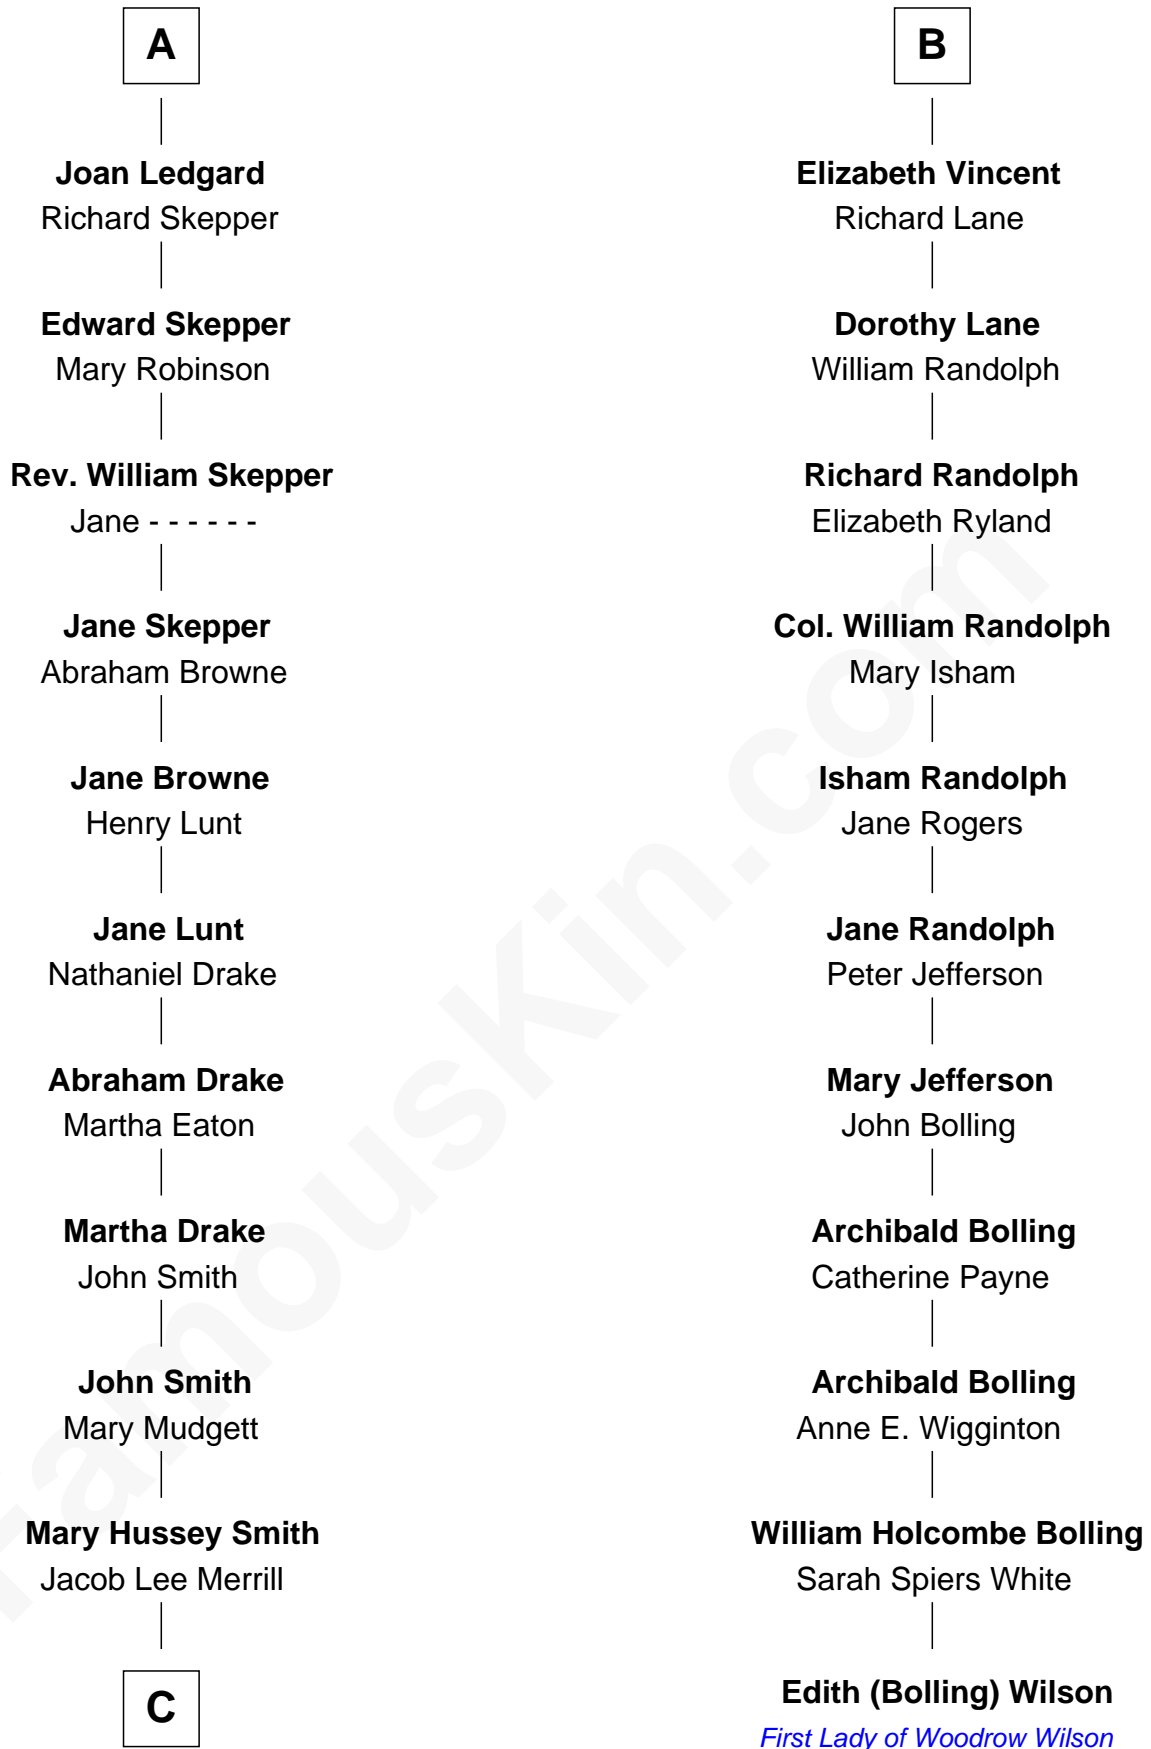 A
Joan Ledgard
Richard Skepper
Edward Skepper
Mary Robinson
Rev. William Skepper
Jane - - - - - -
Jane Skepper
Abraham Browne
Jane Browne
Henry Lunt
Jane Lunt
Nathaniel Drake
Abraham Drake
Martha Eaton
Martha Drake
John Smith
John Smith
Mary Mudgett
Mary Hussey Smith
Jacob Lee Merrill
C
B
Elizabeth Vincent
Richard Lane
Dorothy Lane
William Randolph
Richard Randolph
Elizabeth Ryland
Col. William Randolph
Mary Isham
Isham Randolph
Jane Rogers
Jane Randolph
Peter Jefferson
Mary Jefferson
John Bolling
Archibald Bolling
Catherine Payne
Archibald Bolling
Anne E. Wigginton
William Holcombe Bolling
Sarah Spiers White
Edith (Bolling) Wilson
First Lady of Woodrow Wilson
FamousKin.com